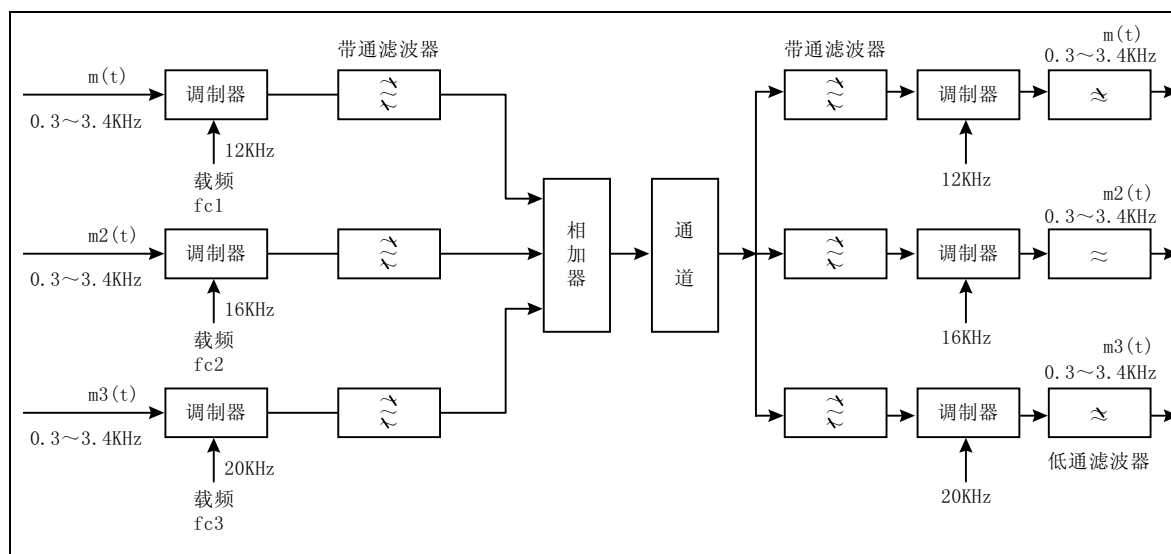 带通滤波器
带通滤波器
m(t)
0.3～3.4KHz
m(t)
0.3～3.4KHz
调制器
调制器
12KHz
载频
fc1
12KHz
m2(t)
0.3～3.4KHz
m2(t)
0.3～3.4KHz
调制器
相加器
通道
调制器
16KHz
载频
fc2
16KHz
m3(t)
0.3～3.4KHz
m3(t)
0.3～3.4KHz
调制器
调制器
20KHz
载频
fc3
20KHz
低通滤波器